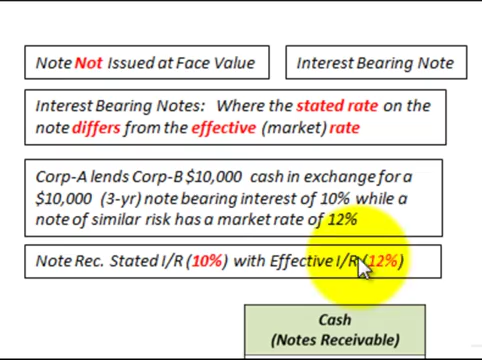 Note Not Issued at Face Value
Interest Bearing Note
Interest Bearing Notes: Where the stated rate on the
note differs from the effective (market) rate
Corp-A lends Corp-B $10,000 cash in exchange for a
$10,000 (3-yr) note bearing interest of 10% while a
note of similar risk has a market rate of 12%
Note Rec. Stated I/R (10%) with Effective I/R (12%)
Cash
(Notes Receivable)